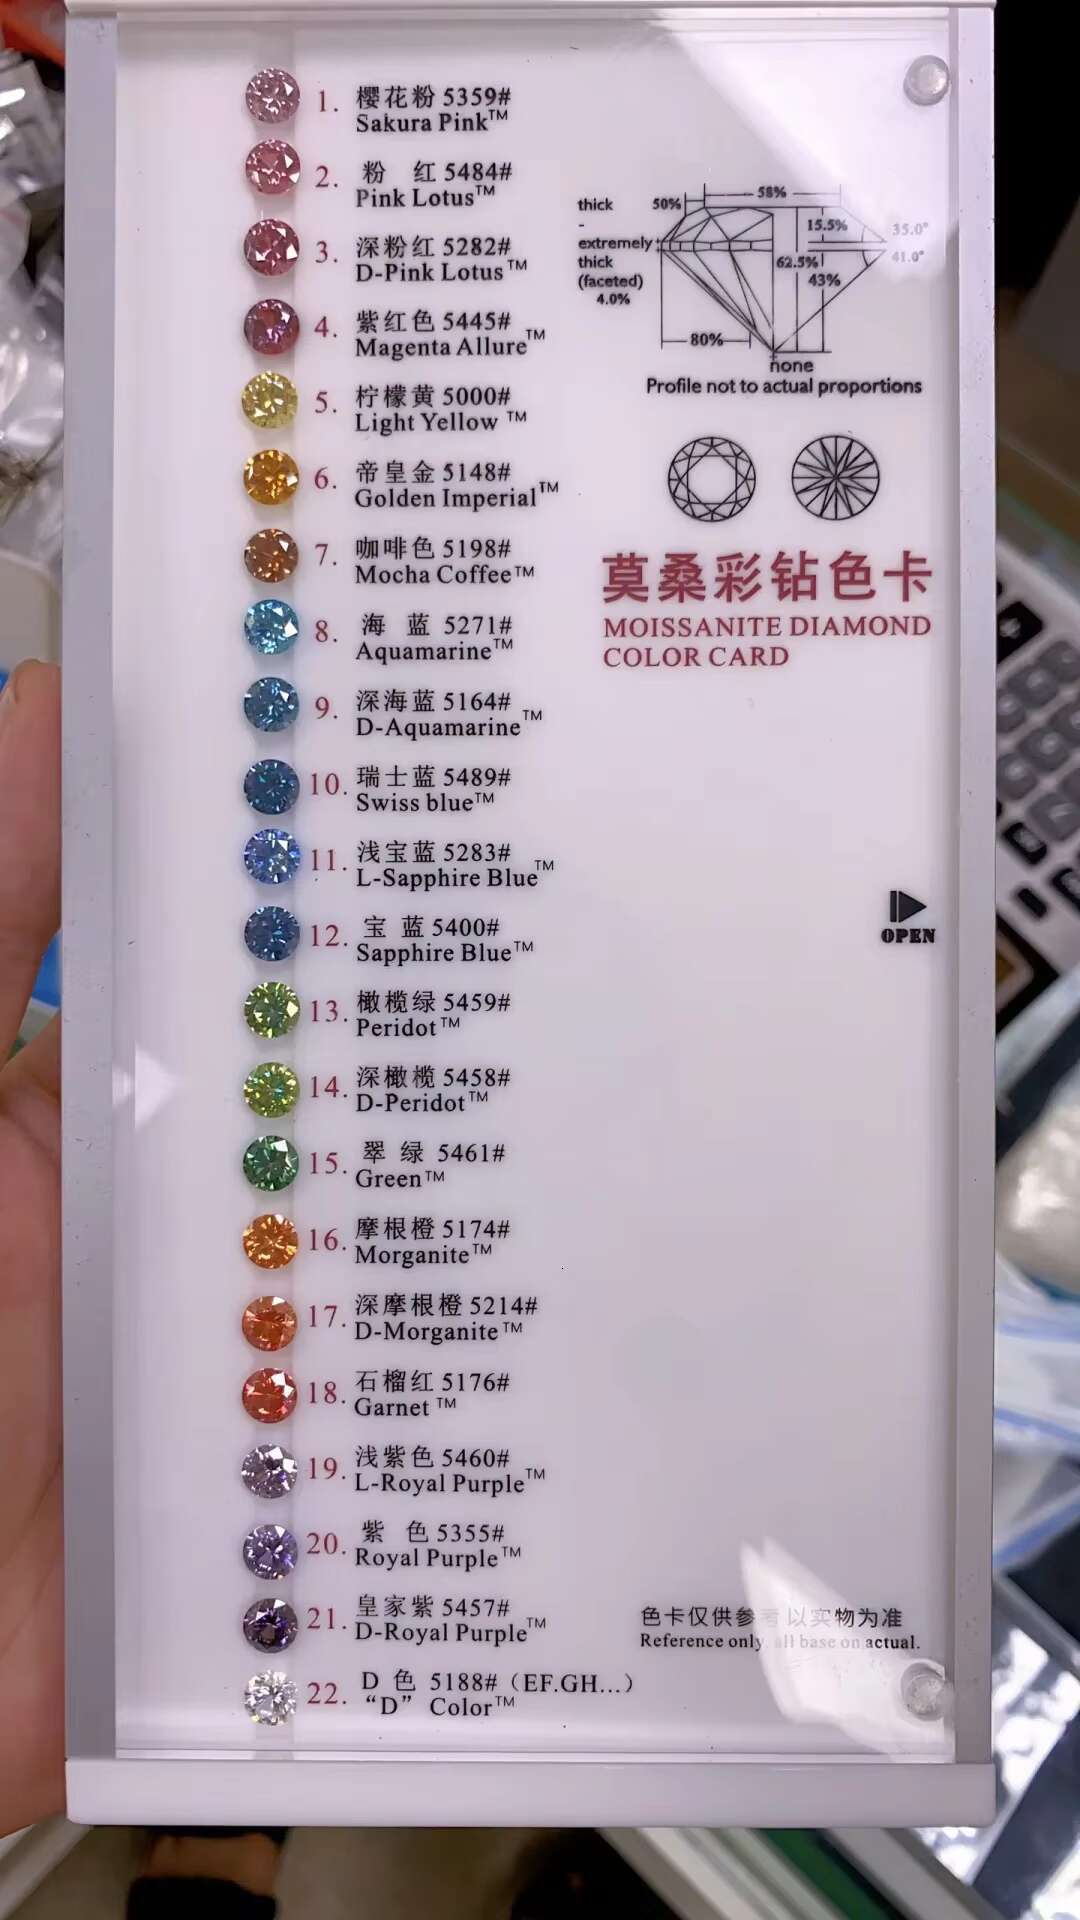 1. 樱花粉 5359#
Sakura Pink™
2. 粉 红 5484#
Pink Lotus™
3. 深粉红 5282#
D-Pink Lotus™
4. 紫红色 5445#
Magenta Allure™
5. 柠檬黄 5000#
Light Yellow ™
6. 帝皇金 5148#
Golden Imperial™
7. 咖啡色 5198#
Mocha Coffee™
8. 海 蓝 5271#
Aquamarine™
9. 深海蓝 5164#
D-Aquamarine™
10. 瑞士蓝 5489#
Swiss blue™
11. 浅宝蓝 5283#
L-Sapphire Blue™
12. 宝 蓝 5400#
Sapphire Blue™
13. 橄榄绿 5459#
Peridot™
14. 深橄榄 5458#
D-Peridot™
15. 翠 绿 5461#
Green™
16. 摩根橙 5174#
Morganite™
17. 深摩根橙 5214#
D-Morganite™
18. 石榴红 5176#
Garnet ™
19. 浅紫色 5460#
L-Royal Purple™
20. 紫 色 5355#
Royal Purple™
21. 皇家紫 5457#
D-Royal Purple™
22. D 色 5188#（EF.GH...）
“D” Color™
thick
-
extremely
thick
(faceted)
4.0%
50%
58%
15.5%
35.0°
41.0°
62.5%
43%
80%
none
Profile not to actual proportions
莫桑彩钻色卡
MOISSANITE DIAMOND
COLOR CARD
OPEN
色卡仅供参考 以实物为准
Reference only, all base on actual.